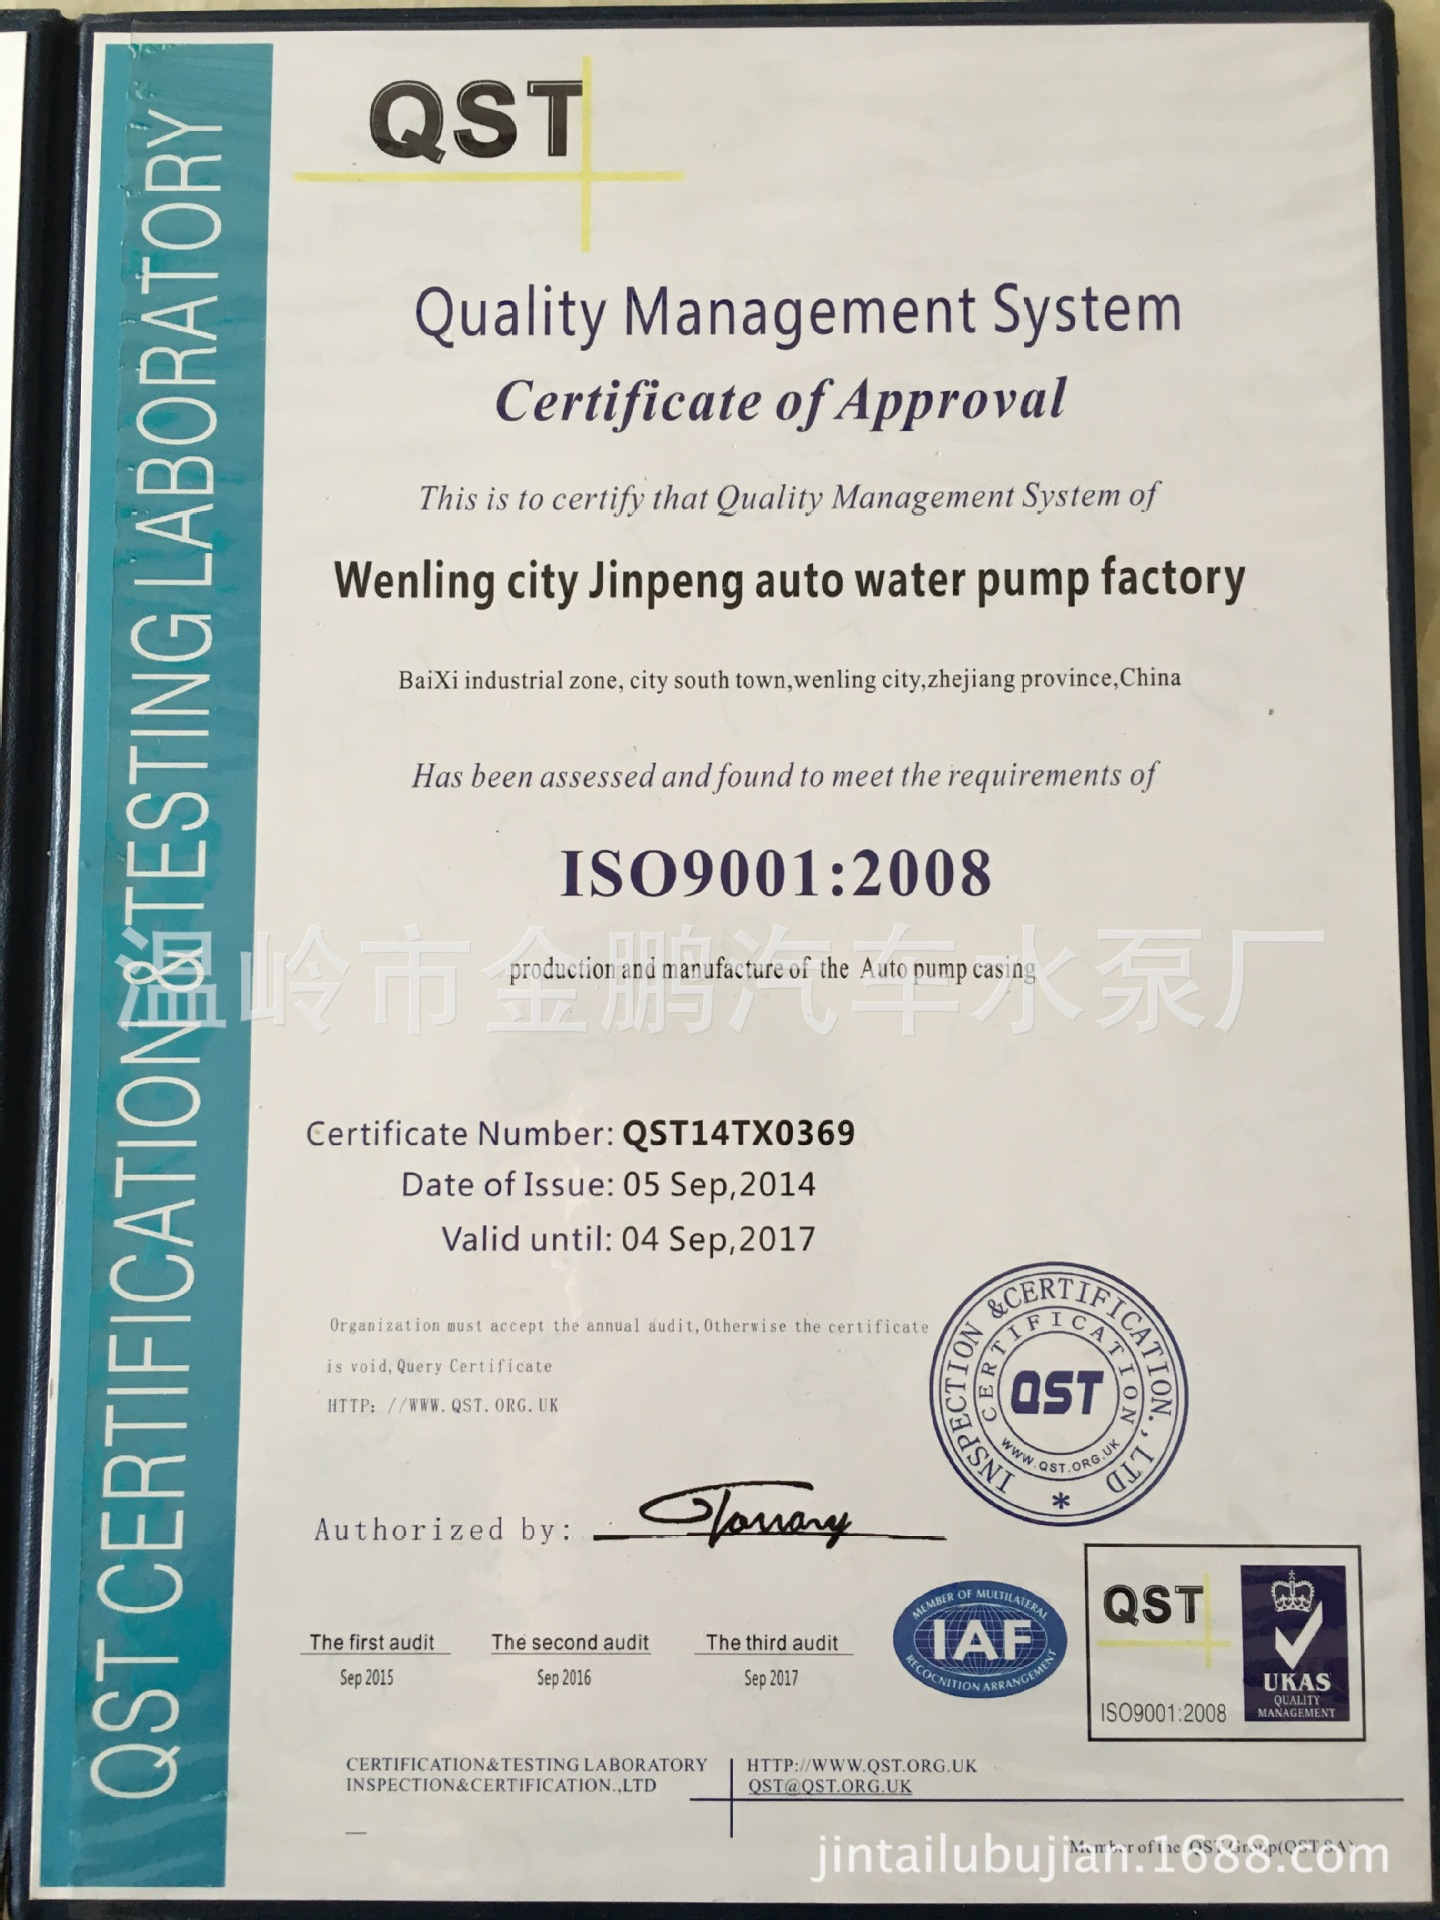 QST CERTIFICATION &TESTING LABORATORY
QST
Quality Management System
Certificate of Approval
This is to certify that Quality Management System of
Wenling city Jinpeng auto water pump factory
BaiXi industrial zone, city south town,wenling city,zhejiang province,China
Has been assessed and found to meet the requirements of
ISO9001:2008
温岭市金鹏汽车水泵厂
production and manufacture of the Auto pump casing
Certificate Number: QST14TX0369
Date of Issue: 05 Sep,2014
Valid until: 04 Sep,2017
Organization must accept the annual audit,Otherwise the certificate
is void,Query Certificate
HTTP: //WWW.QST.ORG.UK
INSPECTION &CERTIFICATION.,LTD
CERTIFICATION
QST
WWW.QST.ORG.UK
*
Authorized by:
The first audit
Sep 2015
The second audit
Sep 2016
The third audit
Sep 2017
MEMBER OF MULTILATERAL
IAF
RECOGNITION ARRANGEMENT
QST
ISO9001:2008
UKAS
QUALITY
MANAGEMENT
CERTIFICATION&TESTING LABORATORY
INSPECTION&CERTIFICATION.,LTD
HTTP://WWW.QST.ORG.UK
QST@QST.ORG.UK
Member of the QST Group(QST SA)
jintailubujian.1688.com